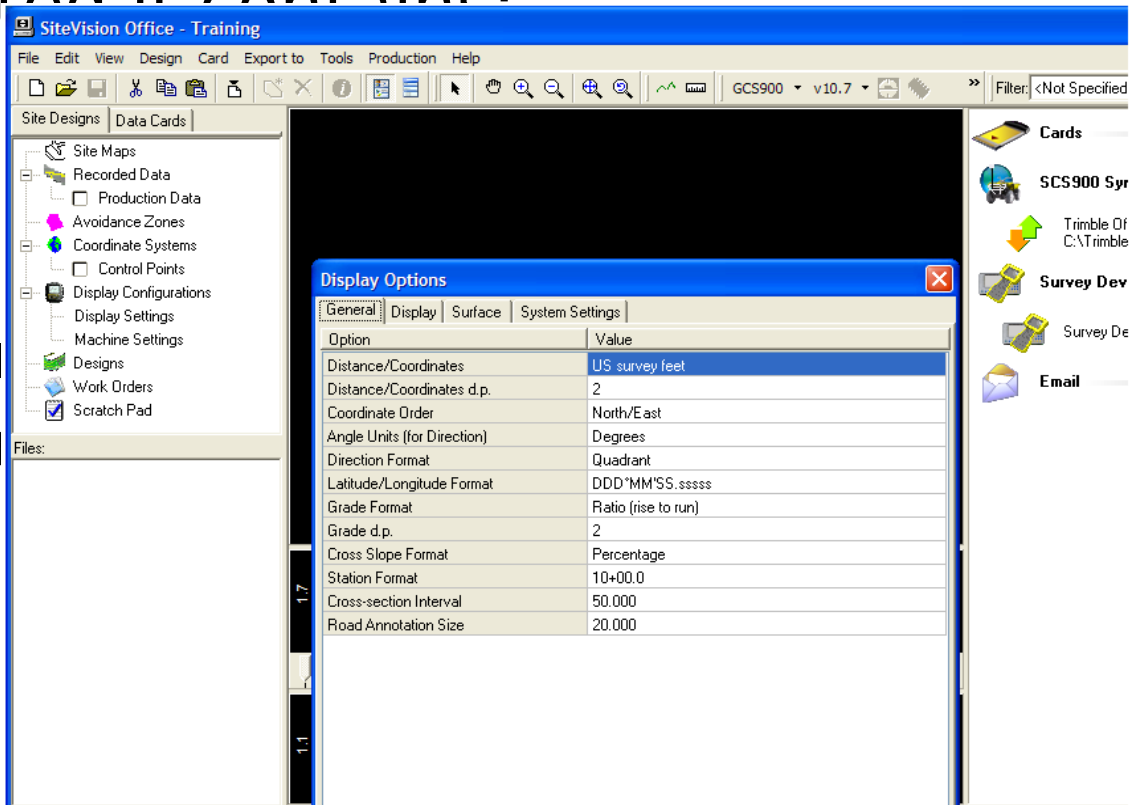 SiteVision Office - Training
File Edit View Design Card Export to Tools Production Help
GCS900 v10.7 » Filter: <Not Specified
Site Designs Data Cards
Site Maps
Recorded Data
Production Data
Avoidance Zones
Coordinate Systems
Control Points
Display Configurations
Display Settings
Machine Settings
Designs
Work Orders
Scratch Pad
Files:
1.7
1.1
Display Options
General Display Surface System Settings
Option Value
Distance/Coordinates US survey feet
Distance/Coordinates d.p. 2
Coordinate Order North/East
Angle Units (for Direction) Degrees
Direction Format Quadrant
Latitude/Longitude Format DDD°MM'SS.sssss
Grade Format Ratio (rise to run)
Grade d.p. 2
Cross Slope Format Percentage
Station Format 10+00.0
Cross-section Interval 50.000
Road Annotation Size 20.000
Cards
SCS900 Syn
Trimble Of
C:\Trimble
Survey Dev
Survey De
Email